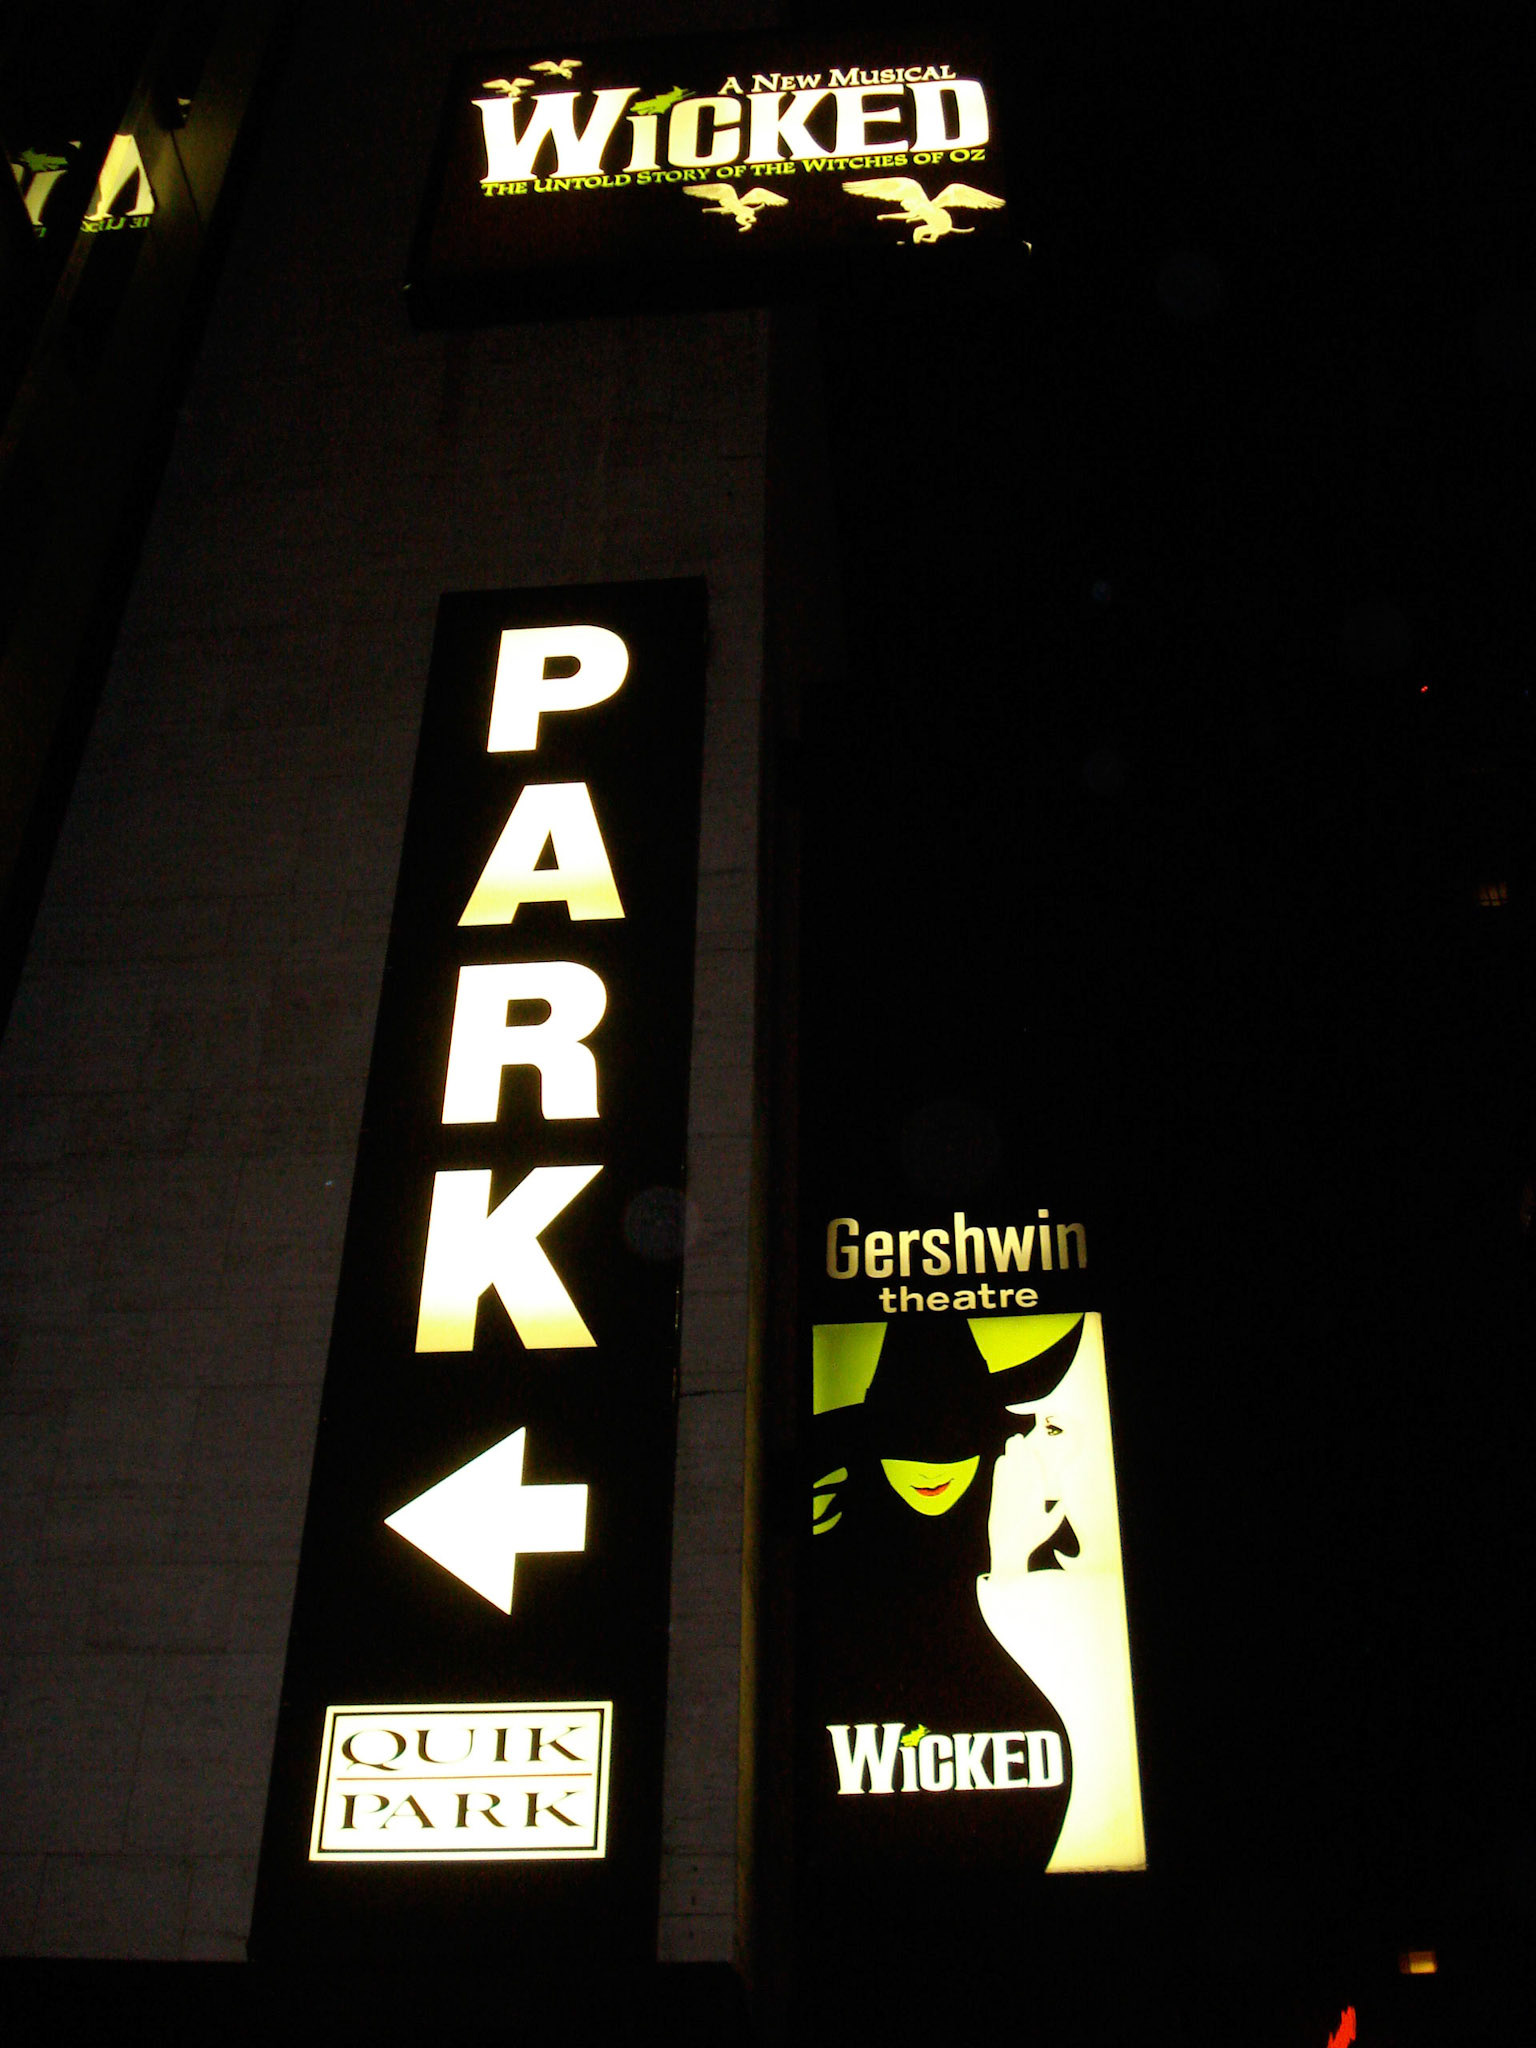 A NEW MUSICAL
WICKED
THE UNTOLD STORY OF THE WITCHES OF OZ
PARK
QUIK
PARK
Gershwin
theatre
WICKED